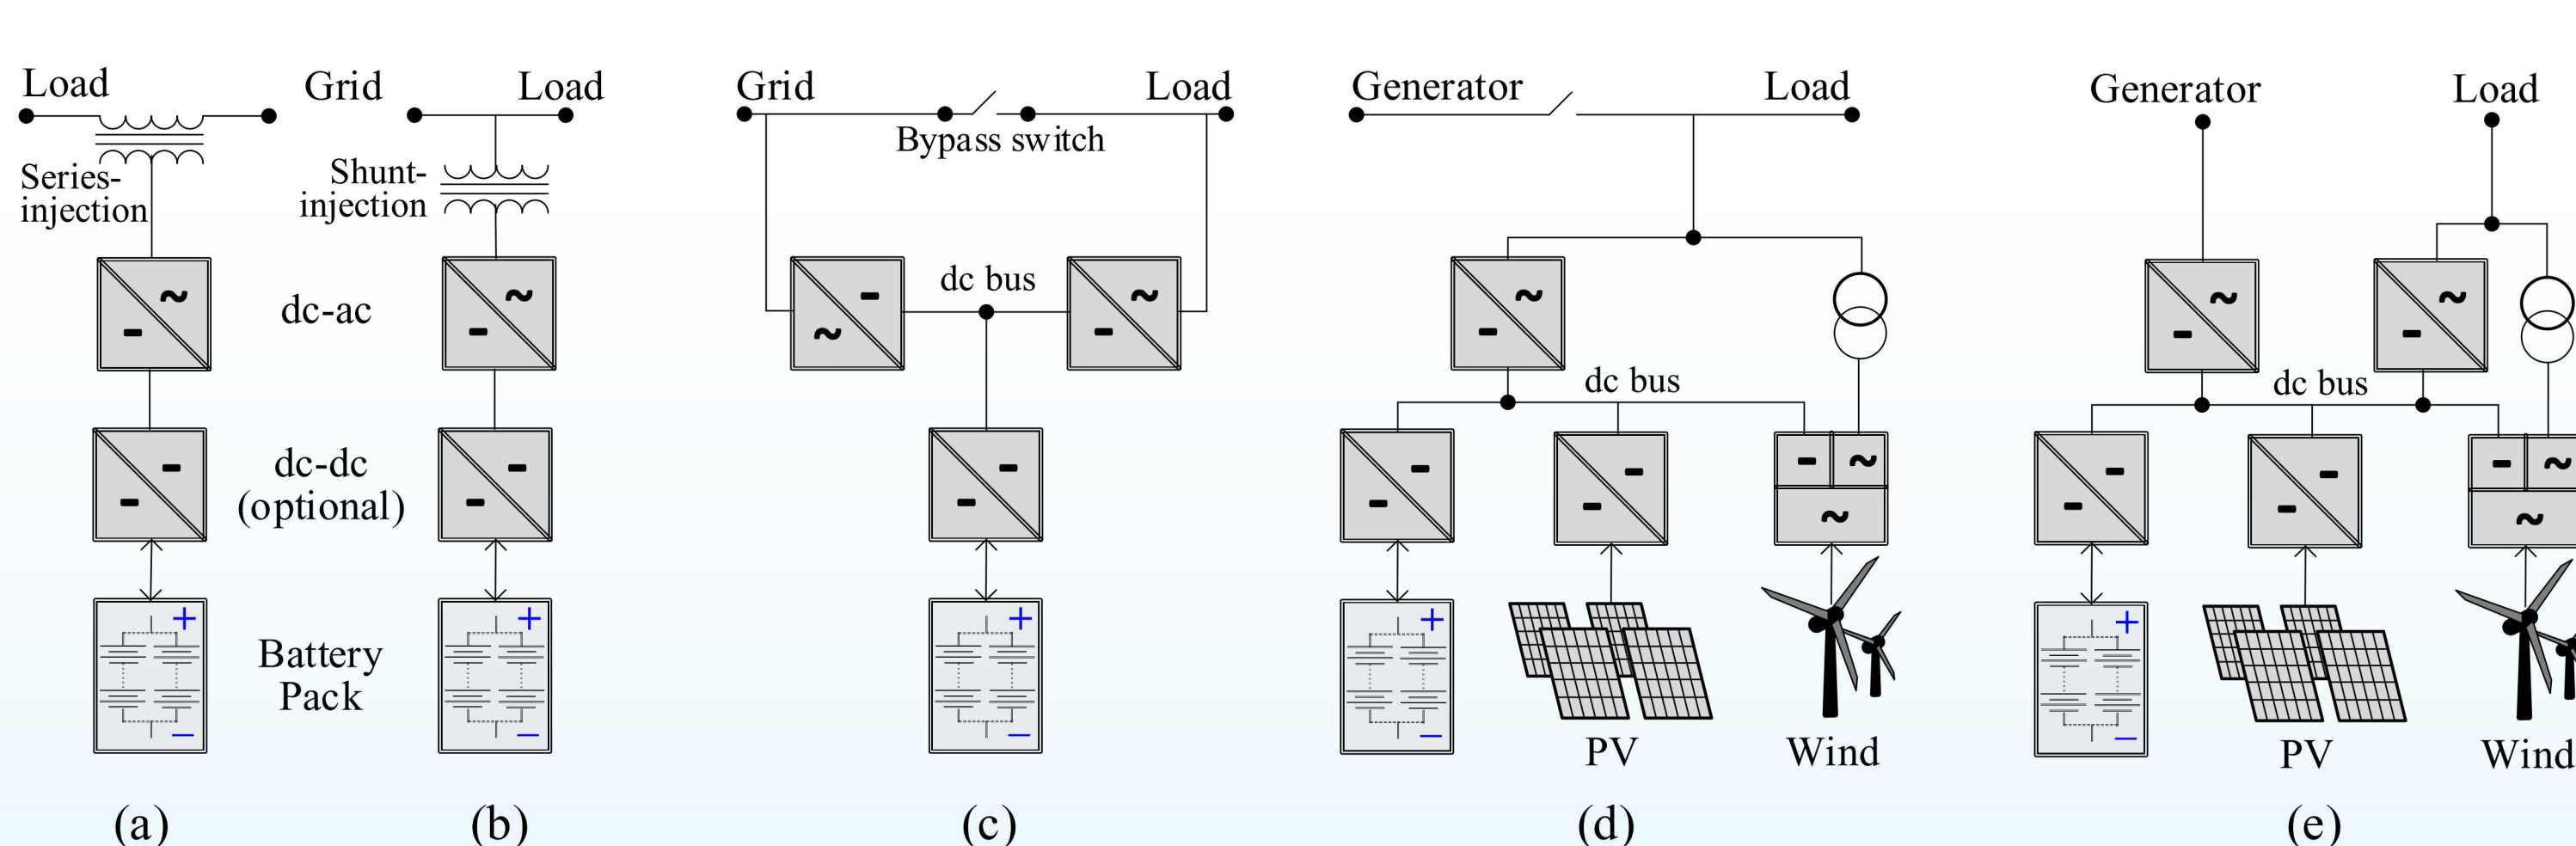 Load
Grid
Load
Grid
Load
Generator
Load
Generator
Load
Bypass switch
Series-
injection
Shunt-
injection
dc-ac
dc bus
dc bus
dc bus
dc-dc
(optional)
Battery
Pack
PV
Wind
PV
Wind
(a)
(b)
(c)
(d)
(e)